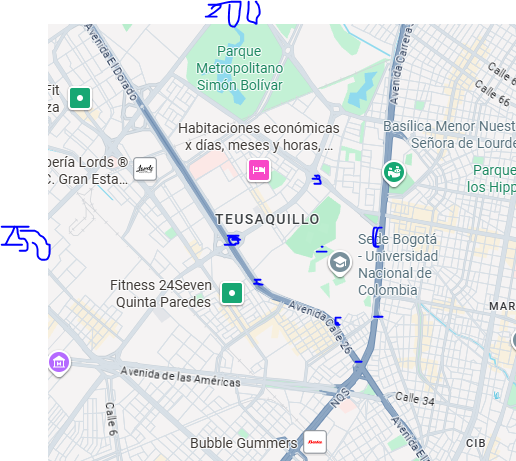 Avenida El Dorado
Avenida Carrera
Parque
Metropolitano
Simón Bolívar
Calle 6
Calle 66
Fit
za
Habitaciones económicas
x días, meses y horas, ...
Basílica Menor Nuest
Señora de Lourde
bería Lords ®
C. Gran Esta...
Lords
Parque
los Hipp
TEUSAQUILLO
Sede Bogotá
- Universidad
Nacional de
Colombia
Fitness 24Seven
Quinta Paredes
Avenida Calle 26
MAR
Avenida de las Américas
NQS
Calle 34
Calle 6
Avenida E
Bubble Gummers
CIB